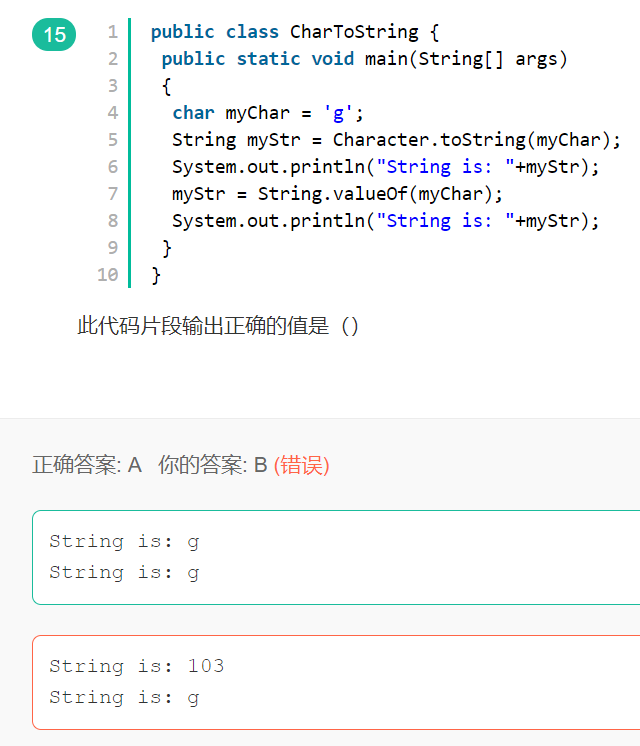 15
1 public class CharToString {
2 public static void main(String[] args)
3 {
4 char myChar = 'g';
5 String myStr = Character.toString(myChar);
6 System.out.println("String is: "+myStr);
7 myStr = String.valueOf(myChar);
8 System.out.println("String is: "+myStr);
9 }
10 }
此代码片段输出正确的值是（）
正确答案: A 你的答案: B (错误)
String is: g
String is: g
String is: 103
String is: g